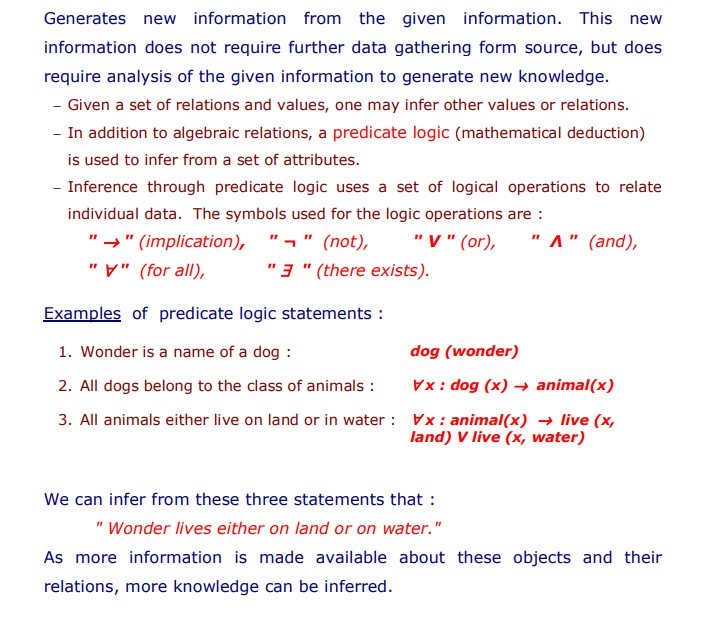 Generates new information from the given information. This new
information does not require further data gathering form source, but does
require analysis of the given information to generate new knowledge.
− Given a set of relations and values, one may infer other values or relations.
− In addition to algebraic relations, a predicate logic (mathematical deduction)
is used to infer from a set of attributes.
− Inference through predicate logic uses a set of logical operations to relate
individual data. The symbols used for the logic operations are :
" → " (implication), " ¬ " (not), " V " (or), " Λ " (and),
" ∀ " (for all), " ∃ " (there exists).
Examples of predicate logic statements :
1. Wonder is a name of a dog : dog (wonder)
2. All dogs belong to the class of animals : ∀ x : dog (x) → animal(x)
3. All animals either live on land or in water : ∀ x : animal(x) → live (x,
land) V live (x, water)
We can infer from these three statements that :
" Wonder lives either on land or on water."
As more information is made available about these objects and their
relations, more knowledge can be inferred.